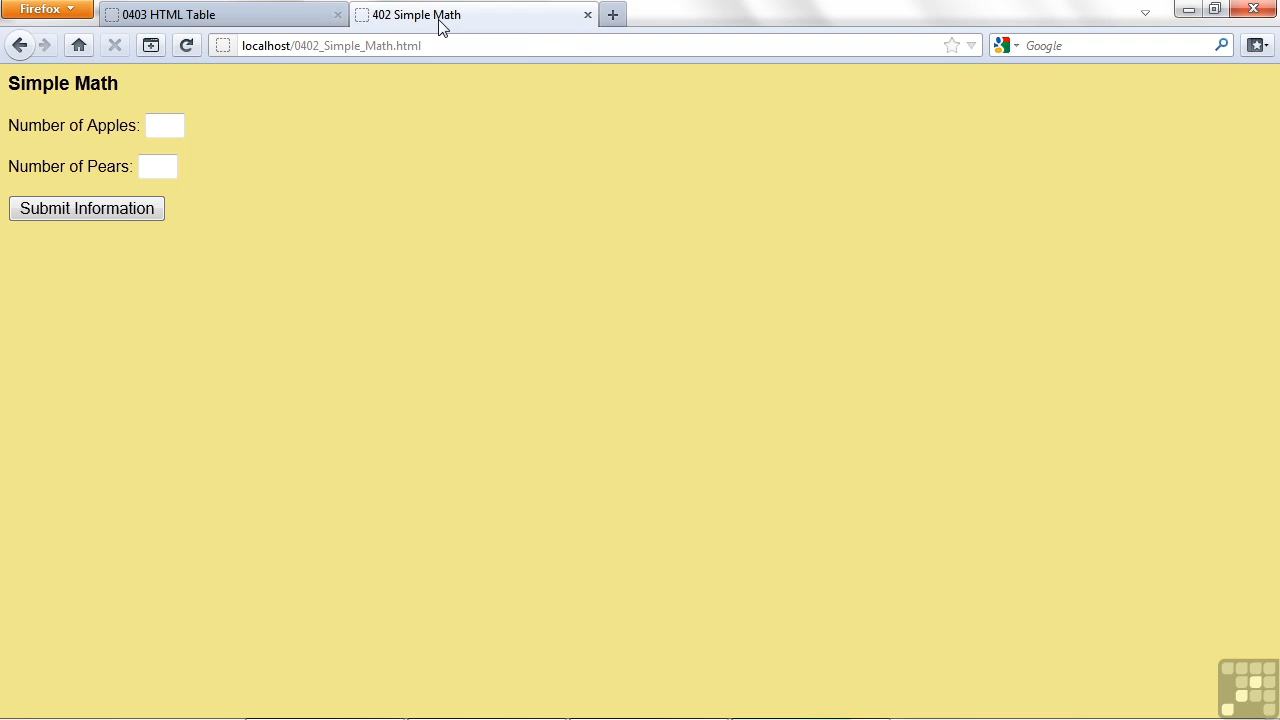 Firefox
0403 HTML Table
402 Simple Math
localhost/0402_Simple_Math.html
Google
Simple Math
Number of Apples:
Number of Pears:
Submit Information